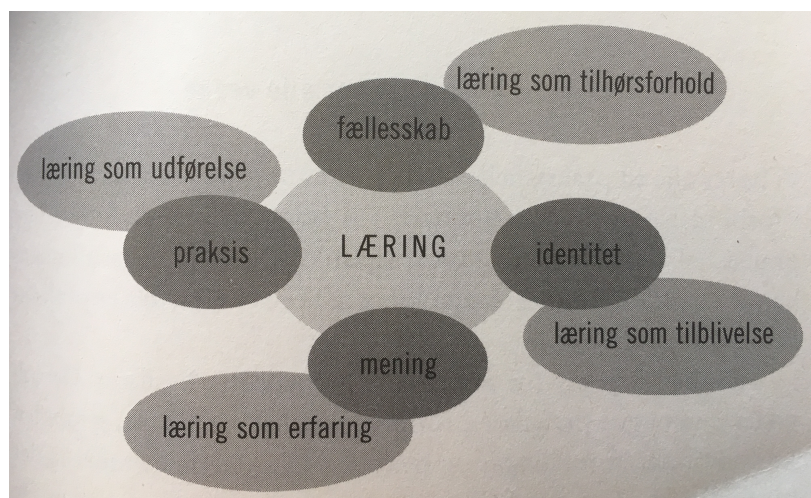 læring som tilhørsforhold
fællesskab
læring som udførelse
praksis
LÆRING
identitet
læring som tilblivelse
mening
læring som erfaring